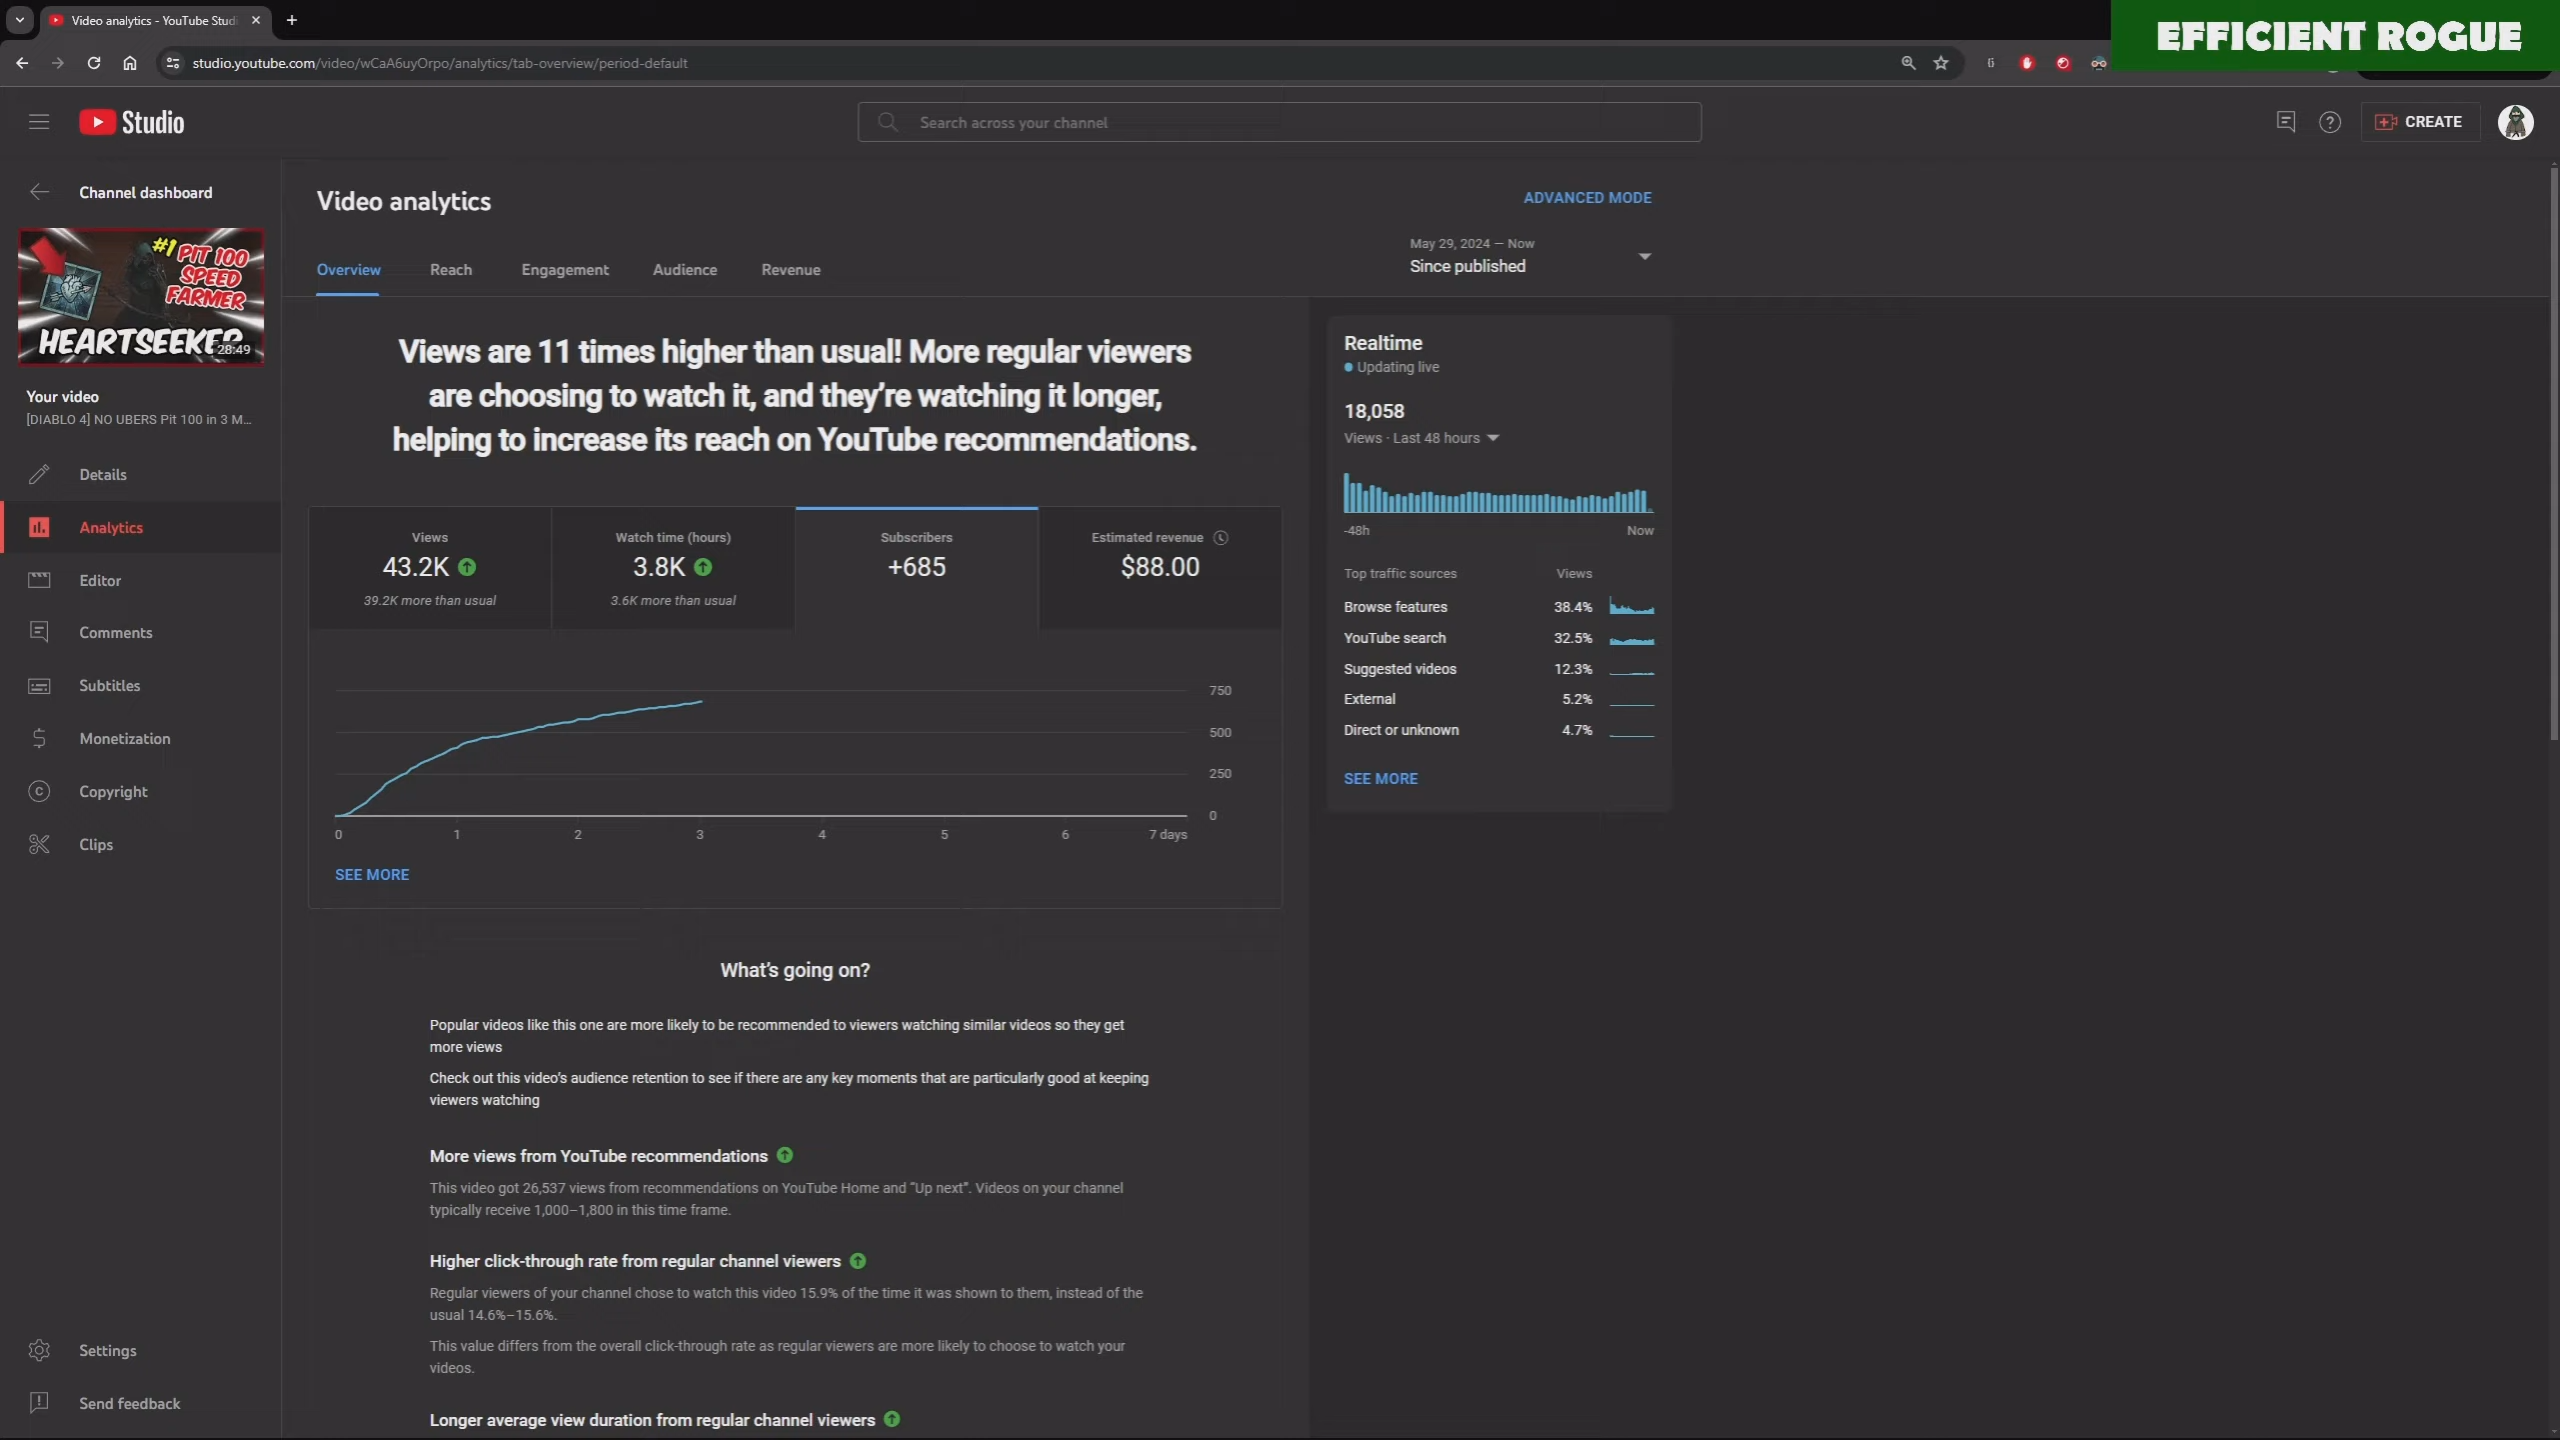 Video analytics - YouTube Studi
EFFICIENT ROGUE
studio.youtube.com/video/wCaA6uyOrpo/analytics/tab-overview/period-default
Studio
Search across your channel
CREATE
Channel dashboard
#1 PIT 100
SPEED
FARMER
HEARTSEEKER
28:49
Your video
[DIABLO 4] NO UBERS Pit 100 in 3 M...
Details
Analytics
Editor
Comments
Subtitles
Monetization
Copyright
Clips
Settings
Send feedback
Video analytics
ADVANCED MODE
Overview
Reach
Engagement
Audience
Revenue
May 29, 2024 – Now
Since published
Views are 11 times higher than usual! More regular viewers
are choosing to watch it, and they're watching it longer,
helping to increase its reach on YouTube recommendations.
Views
43.2K
39.2K more than usual
Watch time (hours)
3.8K
3.6K more than usual
Subscribers
+685
Estimated revenue
$88.00
750
500
250
0
0 1 2 3 4 5 6 7 days
SEE MORE
Realtime
Updating live
18,058
Views · Last 48 hours
-48h Now
Top traffic sources Views
Browse features 38.4%
YouTube search 32.5%
Suggested videos 12.3%
External 5.2%
Direct or unknown 4.7%
SEE MORE
What's going on?
Popular videos like this one are more likely to be recommended to viewers watching similar videos so they get
more views
Check out this video's audience retention to see if there are any key moments that are particularly good at keeping
viewers watching
More views from YouTube recommendations
This video got 26,537 views from recommendations on YouTube Home and "Up next". Videos on your channel
typically receive 1,000–1,800 in this time frame.
Higher click-through rate from regular channel viewers
Regular viewers of your channel chose to watch this video 15.9% of the time it was shown to them, instead of the
usual 14.6%–15.6%.
This value differs from the overall click-through rate as regular viewers are more likely to choose to watch your
videos.
Longer average view duration from regular channel viewers